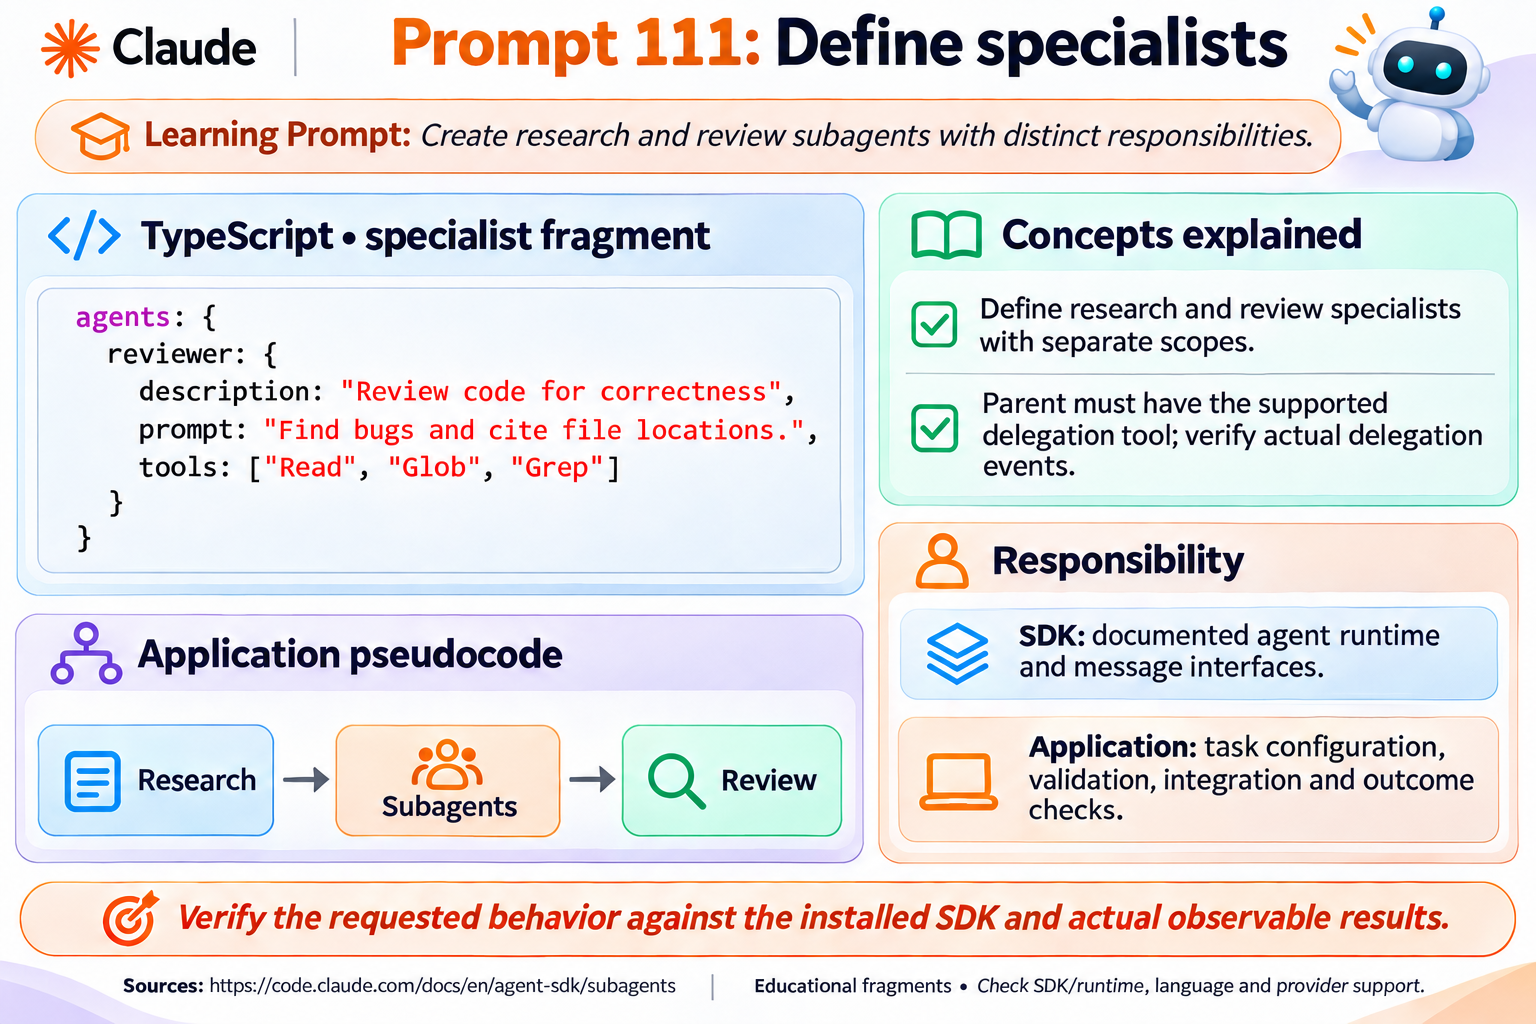 Claude
Prompt 111: Define specialists
Learning Prompt: Create research and review subagents with distinct responsibilities.
TypeScript • specialist fragment
agents: {
reviewer: {
description: "Review code for correctness",
prompt: "Find bugs and cite file locations.",
tools: ["Read", "Glob", "Grep"]
}
}
Application pseudocode
Research
Subagents
Review
Concepts explained
Define research and review specialists
with separate scopes.
Parent must have the supported
delegation tool; verify actual delegation
events.
Responsibility
SDK: documented agent runtime
and message interfaces.
Application: task configuration,
validation, integration and outcome
checks.
Verify the requested behavior against the installed SDK and actual observable results.
Sources: https://code.claude.com/docs/en/agent-sdk/subagents
Educational fragments • Check SDK/runtime, language and provider support.